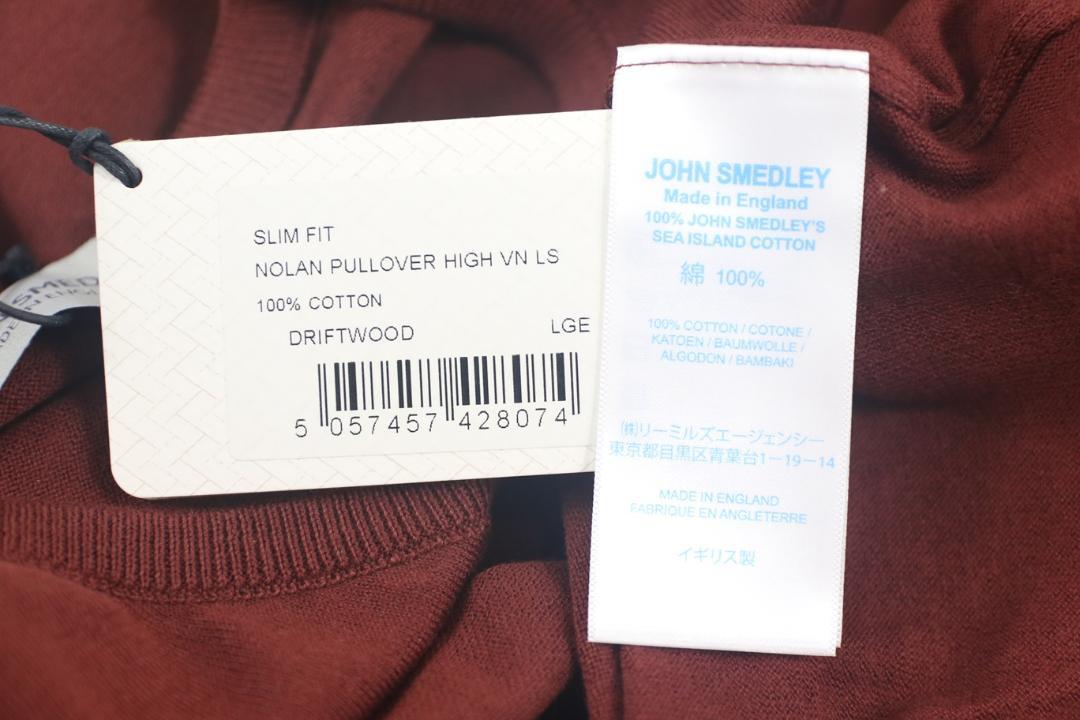 SLIM FIT
NOLAN PULLOVER HIGH VN LS
100% COTTON
DRIFTWOOD LGE
5 057457 428074
JOHN SMEDLEY
Made in England
100% JOHN SMEDLEY'S
SEA ISLAND COTTON
綿 100%
100% COTTON / COTONE /
KATOEN / BAUMWOLLE /
ALGODON / BAMBAKI
㈱リーミルズエージェンシー
東京都目黒区青葉台1-19-14
MADE IN ENGLAND
FABRIQUE EN ANGLETERRE
イギリス製